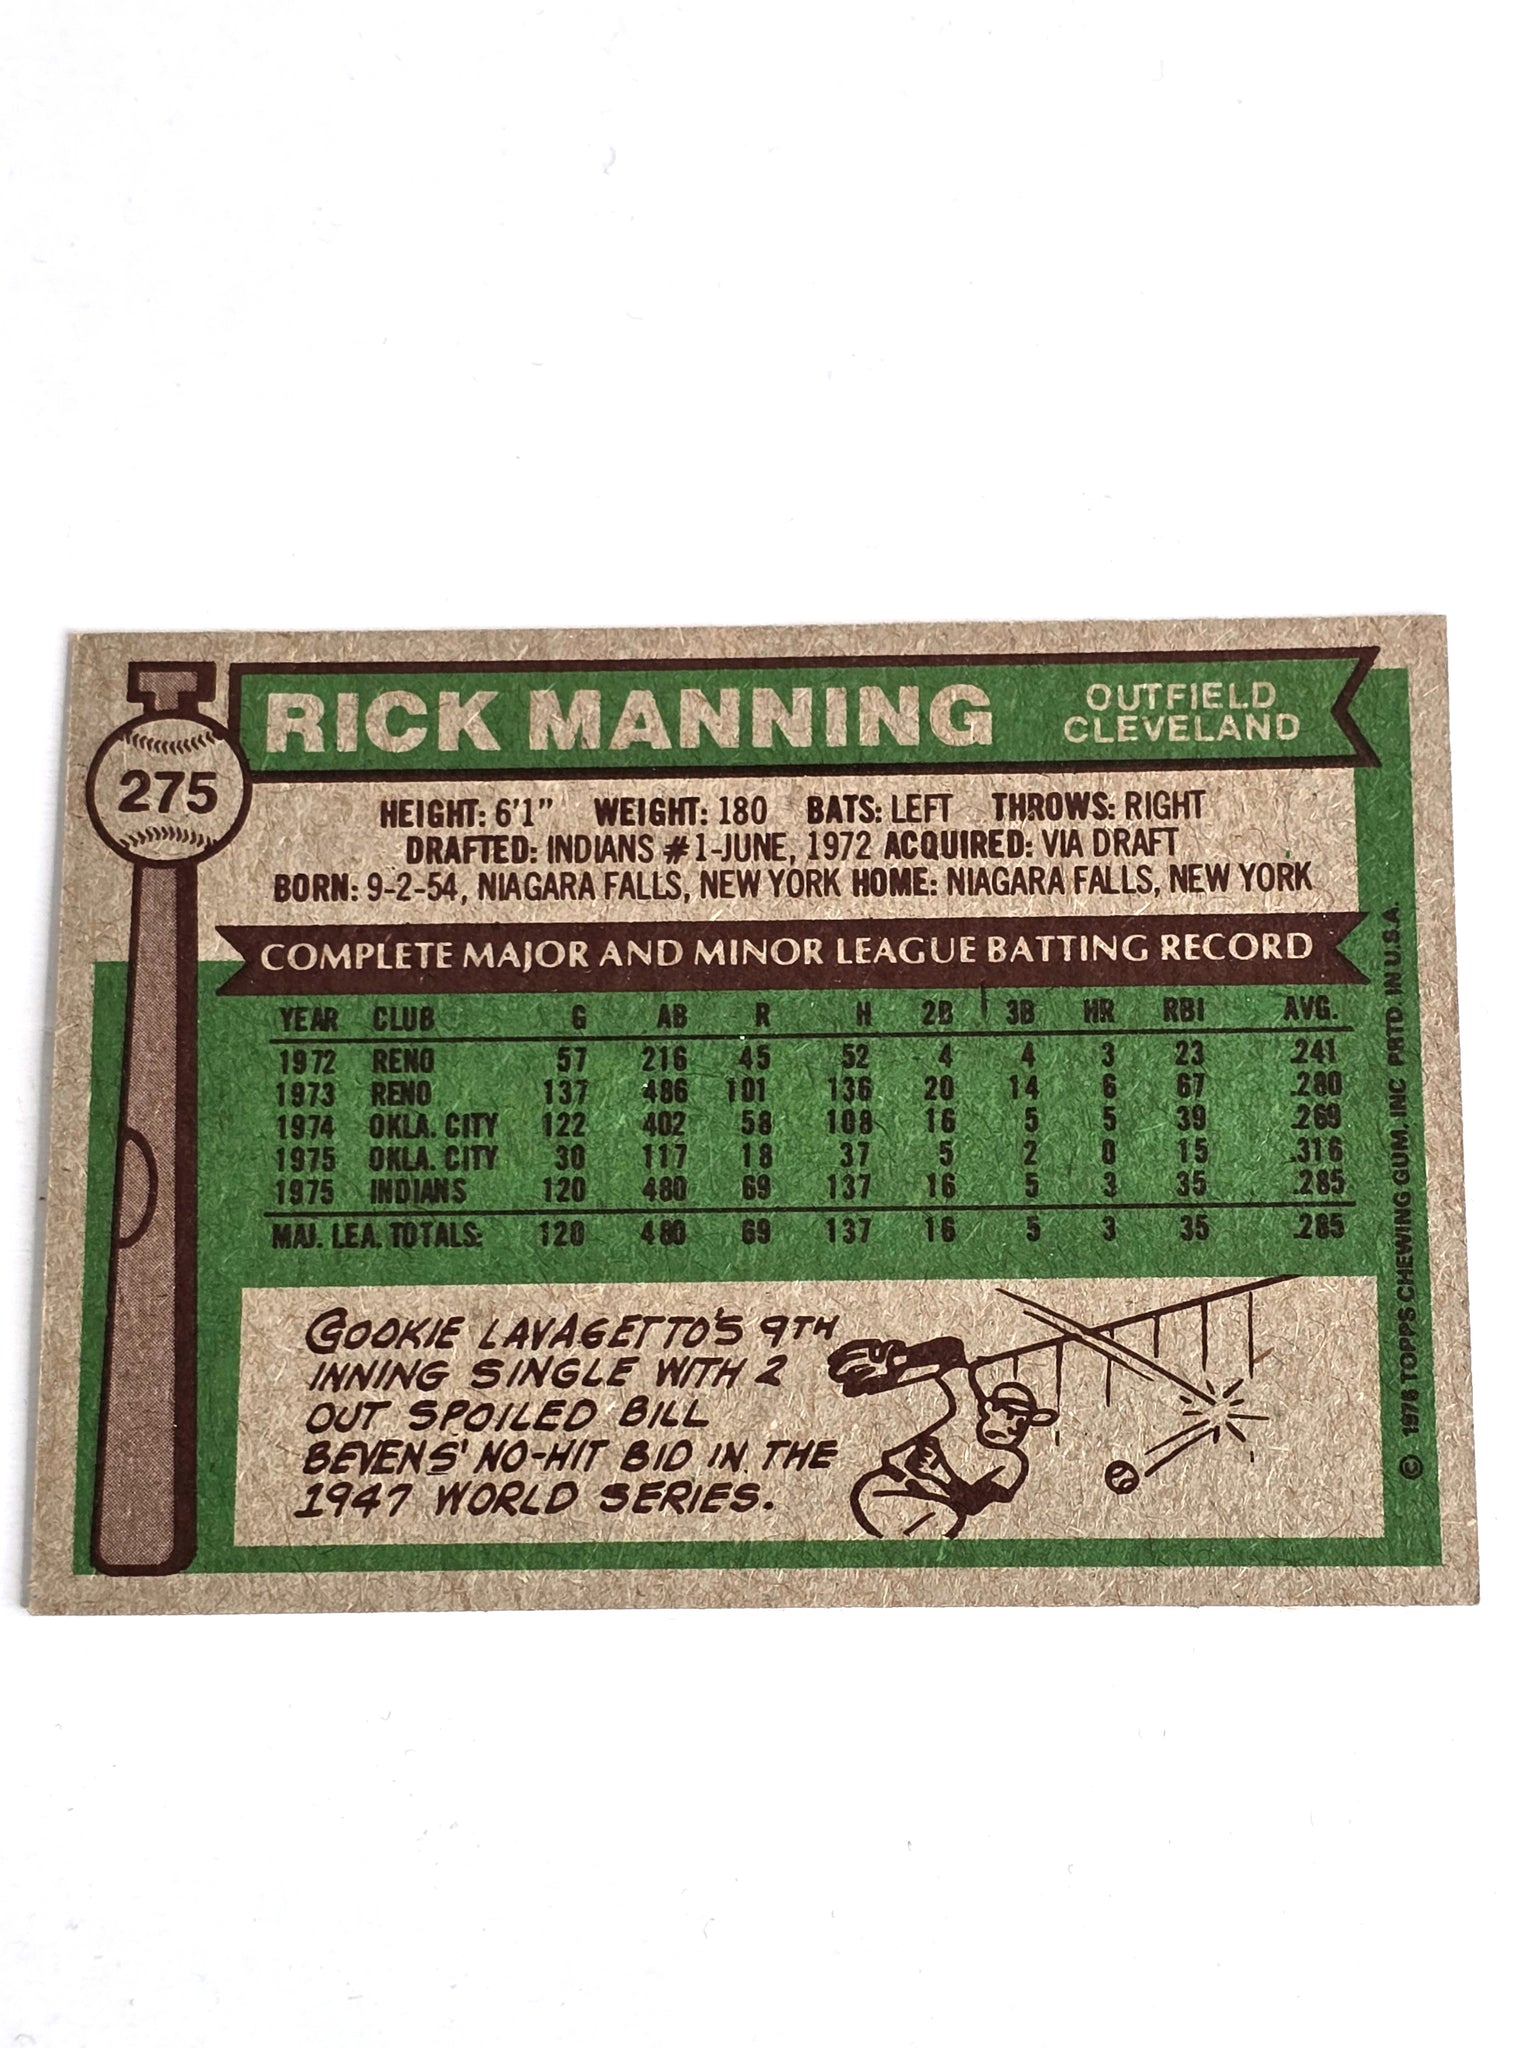 T
275
RICK MANNING
OUTFIELD
CLEVELAND
HEIGHT: 6'1" WEIGHT: 180 BATS: LEFT THROWS: RIGHT
DRAFTED: INDIANS #1-JUNE, 1972 ACQUIRED: VIA DRAFT
BORN: 9-2-54, NIAGARA FALLS, NEW YORK HOME: NIAGARA FALLS, NEW YORK
COMPLETE MAJOR AND MINOR LEAGUE BATTING RECORD
YEAR CLUB G AB R H 2B 3B HR RBI AVG.
1972 RENO 57 216 45 52 4 4 3 23 .241
1973 RENO 137 486 101 136 20 14 6 67 .280
1974 OKLA. CITY 122 402 58 108 16 5 5 39 .269
1975 OKLA. CITY 30 117 18 37 5 2 0 15 .316
1975 INDIANS 120 480 69 137 16 5 3 35 .285
MAJ. LEA. TOTALS: 120 480 69 137 16 5 3 35 .285
COOKIE LAVAGETTO'S 9TH
INNING SINGLE WITH 2
OUT SPOILED BILL
BEVENS' NO-HIT BID IN THE
1947 WORLD SERIES.
© 1976 TOPPS CHEWING GUM, INC PRTD. IN U.S.A.